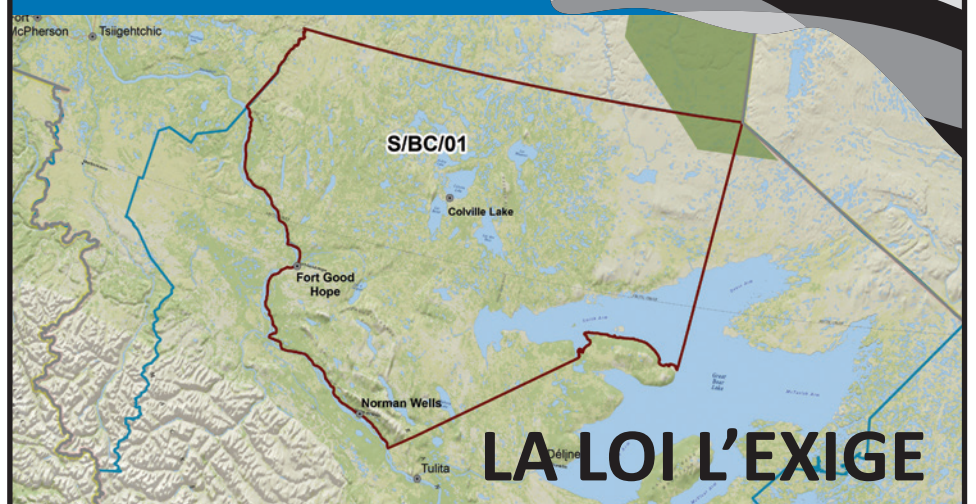 McPherson
Tsiigehtchic
S/BC/01
Colville Lake
Fort Good
Hope
Norman Wells
Great
Bear
Lake
LA LOI L'EXIGE
Déline
Tulita